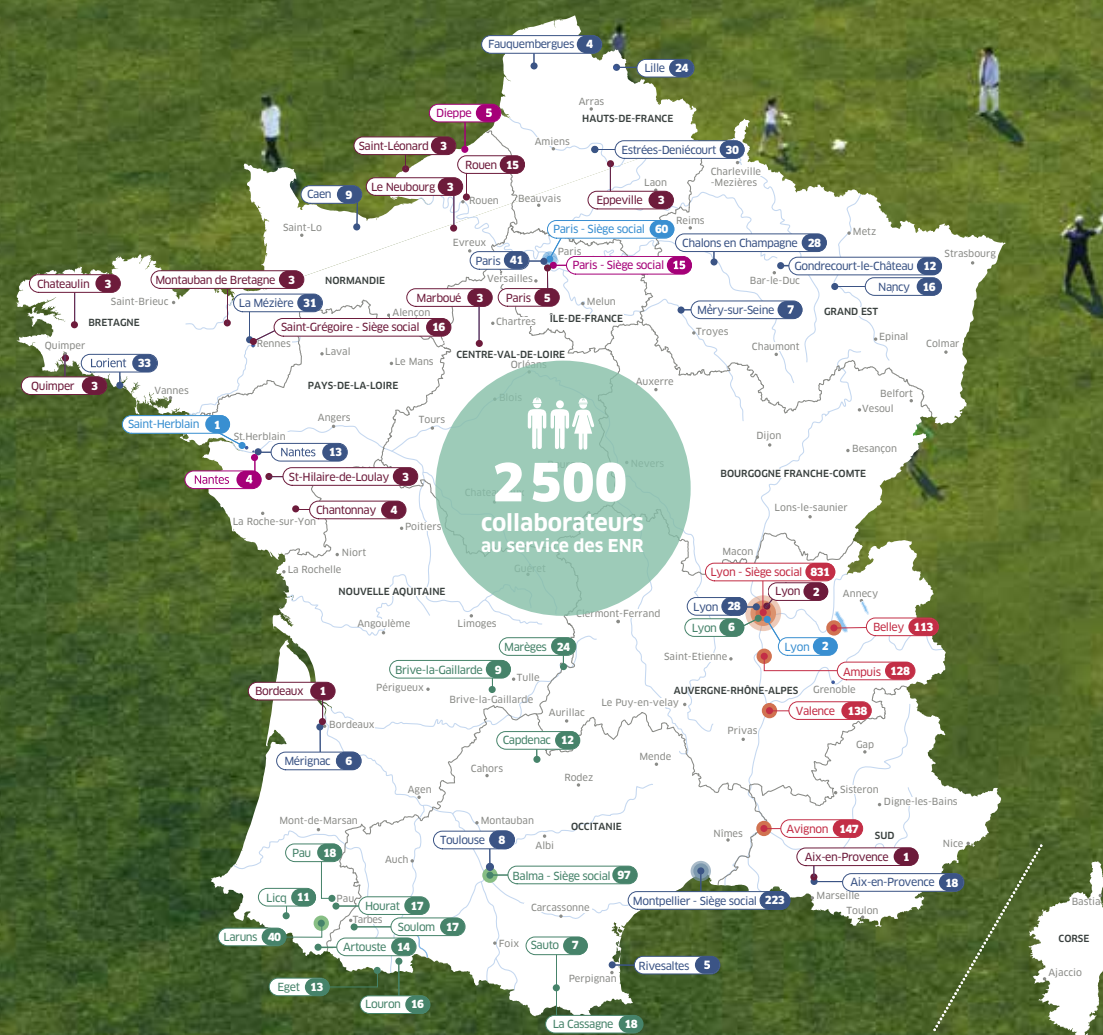 Fauquembergues 4
Lille 24
Arras
HAUTS-DE-FRANCE
Dieppe 5
Amiens
Saint-Léonard 3
Estrées-Deniécourt 30
Rouen 15
Charleville
-Mezières
Laon
Le Neubourg 3
Caen 9
Rouen
Beauvais
Eppeville 3
Saint-Lo
Reims
Paris - Siège social 60
Metz
Evreux
Chalons en Champagne 28
Paris
Strasbourg
Paris 41
Paris - Siège social 15
Gondrecourt-le-Château 12
Versailles
Bar-le-Duc
Chateaulin 3
Montauban de Bretagne 3
NORMANDIE
Nancy 16
Saint-Brieuc
La Mézière 31
Marboué 3
Paris 5
Melun
Méry-sur-Seine 7
GRAND EST
BRETAGNE
Alençon
Saint-Grégoire - Siège social 16
Chartres
ÎLE-DE-FRANCE
Troyes
Epinal
Quimper
Rennes
Laval
Le Mans
CENTRE-VAL-DE-LOIRE
Orléans
Chaumont
Colmar
Lorient 33
Quimper 3
Vannes
PAYS-DE-LA-LOIRE
Auxerre
Belfort
Blois
Vesoul
Saint-Herblain 1
Angers
Tours
St.Herblain
Dijon
Besançon
Nantes 13
Nevers
BOURGOGNE FRANCHE-COMTE
Nantes 4
St-Hilaire-de-Loulay 3
2 500
collaborateurs
au service des ENR
Chantonnay 4
Lons-le-saunier
La Roche-sur-Yon
Poitiers
Niort
Macon
La Rochelle
Guéret
Lyon - Siège social 831
NOUVELLE AQUITAINE
Lyon 2
Annecy
Lyon 28
Clermont-Ferrand
Angoulème
Limoges
Lyon 6
Belley 113
Marèges 24
Lyon 2
Saint-Etienne
Brive-la-Gaillarde 9
Tulle
Ampuis 128
Bordeaux 1
Périgueux
Brive-la-Gaillarde
AUVERGNE-RHÔNE-ALPES
Grenoble
Le Puy-en-velay
Aurillac
Valence 138
Bordeaux
Privas
Capdenac 12
Gap
Mérignac 6
Mende
Cahors
Rodez
Agen
Sisteron
Digne-les-Bains
Mont-de-Marsan
Montauban
OCCITANIE
Avignon 147
Toulouse 8
Nîmes
SUD
Albi
Nice
Pau 18
Auch
Aix-en-Provence 1
Balma - Siège social 97
Aix-en-Provence 18
Licq 11
Pau
Hourat 17
Montpellier - Siège social 223
Marseille
Bastia
Carcassonne
Toulon
Tarbes
Soulom 17
Laruns 40
CORSE
Artouste 14
Foix
Sauto 7
Rivesaltes 5
Ajaccio
Perpignan
Eget 13
Louron 16
La Cassagne 18